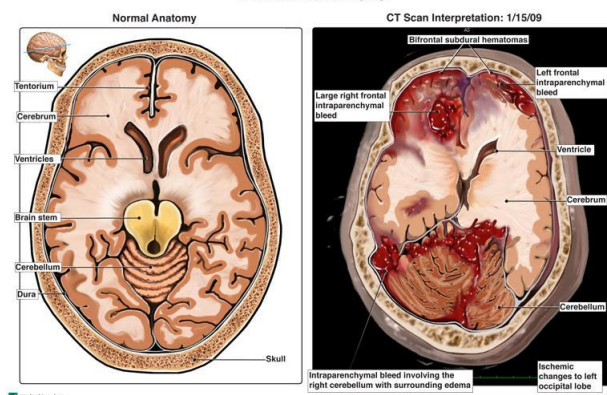 Normal Anatomy
Tentorium
Cerebrum
Ventricles
Brain stem
Cerebellum
Dura
Skull
CT Scan Interpretation: 1/15/09
Bifrontal subdural hematomas
Left frontal
intraparenchymal
bleed
Large right frontal
intraparenchymal
bleed
Ventricle
Cerebrum
Cerebellum
Intraparenchymal bleed involving the
right cerebellum with surrounding edema
Ischemic
changes to left
occipital lobe